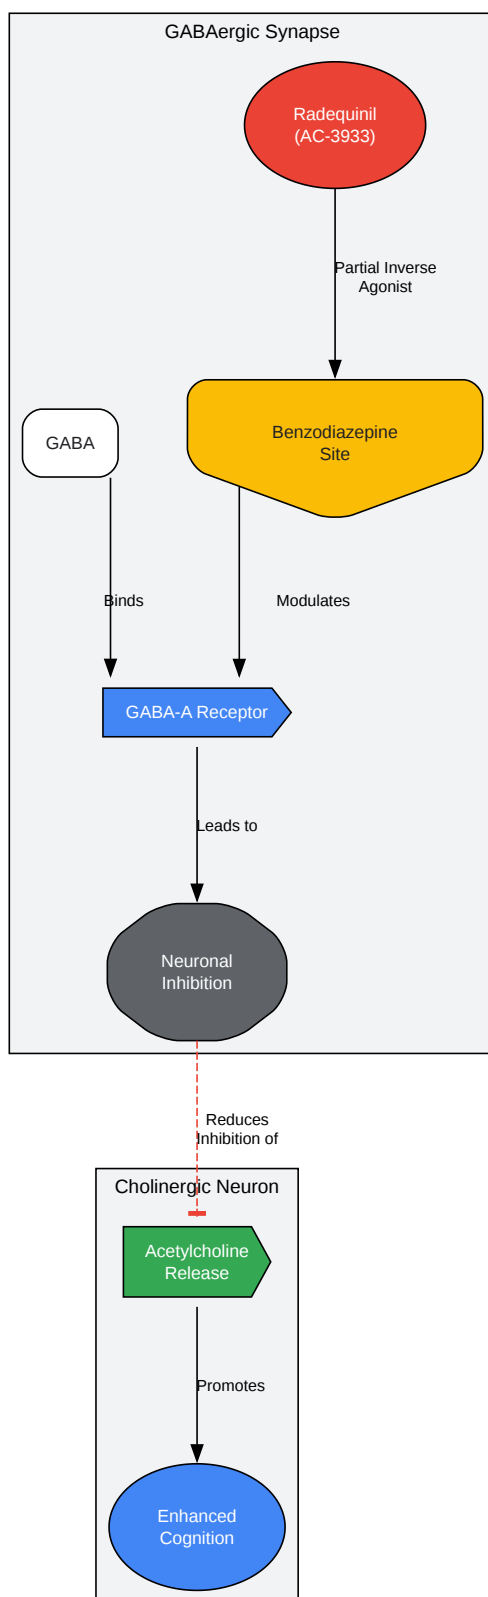 GABAergic Synapse
Radequinil
(AC-3933)
Partial Inverse
Agonist
Benzodiazepine
Site
GABA
Binds
Modulates
GABA-A Receptor
Leads to
Neuronal
Inhibition
Reduces
Inhibition of
Cholinergic Neuron
Acetylcholine
Release
Promotes
Enhanced
Cognition